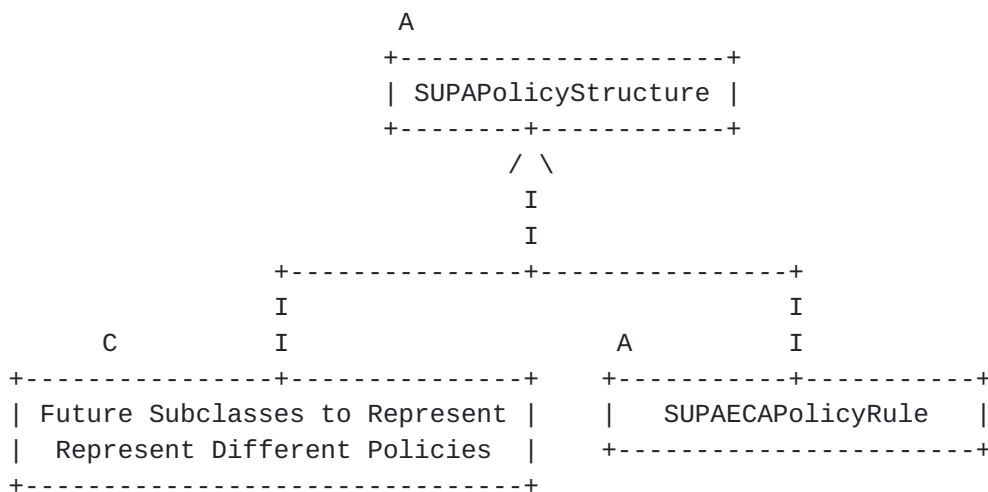 A
                        +----------------------+
                        | SUPAPolicyStructure |
                        +--------+------------+
                                / \
                                 I
                                 I
                 +---------------+----------------+
                 I                                I
      C          I                     A          I
+----------------+---------------+    +-----------+-----------+
| Future Subclasses to Represent |    |   SUPAECAPolicyRule   |
|  Represent Different Policies  |    +-----------------------+
+--------------------------------+